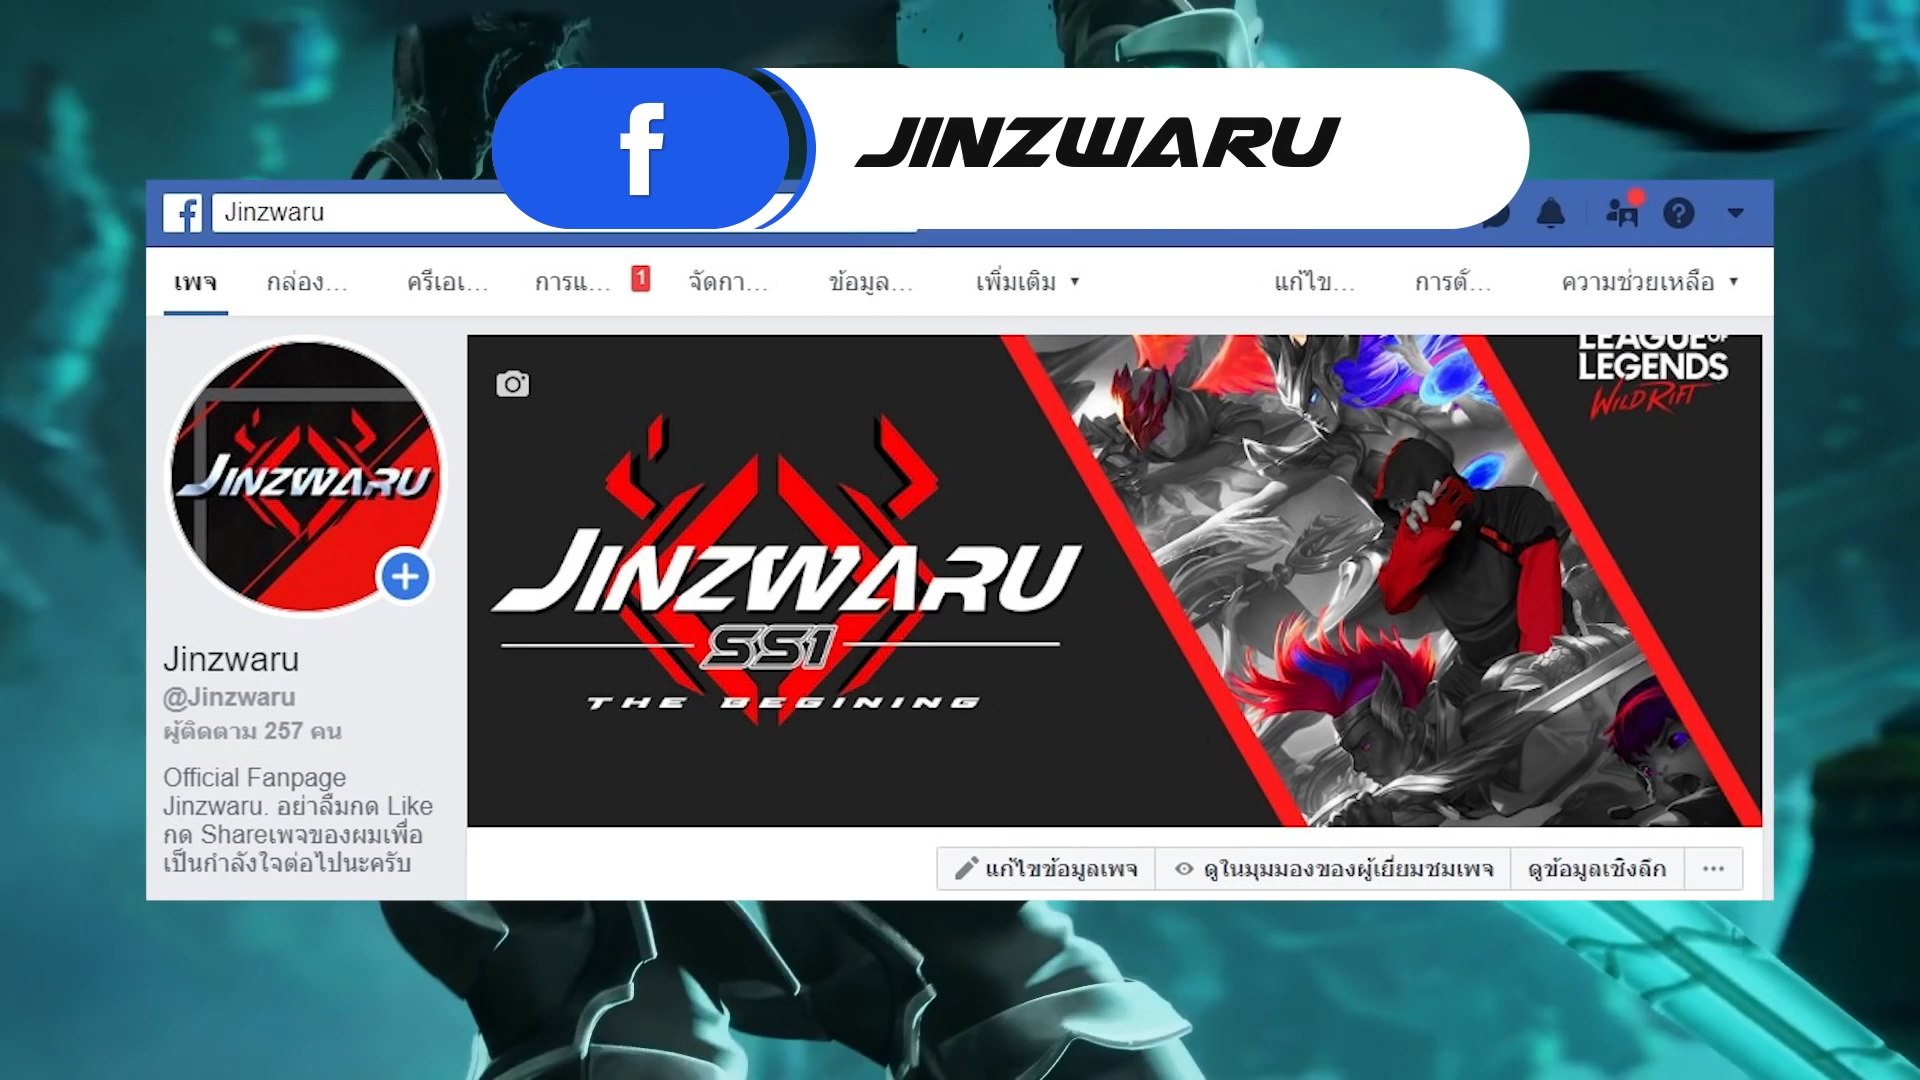 f JINZWARU
f Jinzwaru
เพจ กล่อง... ครีเอเ... การแ... 1 จัดกา... ข้อมูล... เพิ่มเติม แก้ไข... การตั... ความช่วยเหลือ
JINZWARU
LEAGUE OF
LEGENDS
WILD RIFT
JINZWARU
SS1
THE BEGINING
Jinzwaru
@Jinzwaru
ผู้ติดตาม 257 คน
Official Fanpage
Jinzwaru. อย่าลืมกด Like
กด Shareเพจของผมเพื่อ
เป็นกำลังใจต่อไปนะครับ
แก้ไขข้อมูลเพจ ดูในมุมมองของผู้เยี่ยมชมเพจ ดูข้อมูลเชิงลึก ...